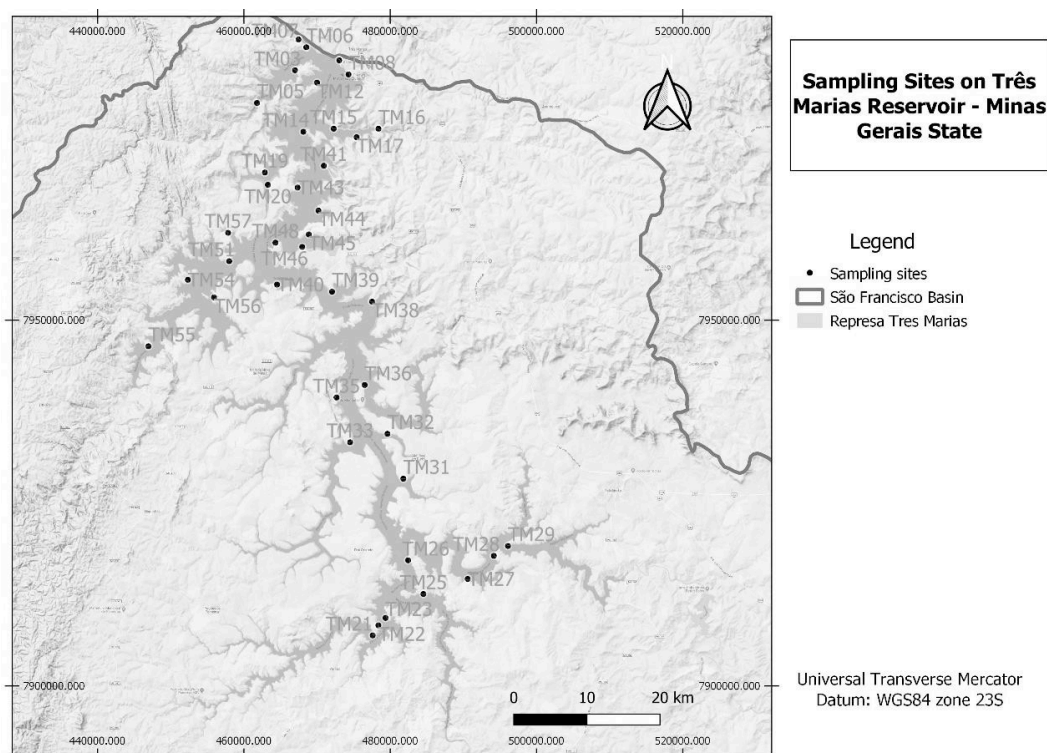 440000.000
460000.000
480000.000
500000.000
520000.000
TM07
TM06
TM03
TM08
TM05
TM12
TM14
TM15
TM16
TM17
TM41
TM19
TM20
TM43
TM44
TM57
TM48
TM45
TM51
TM46
TM54
TM40
TM39
TM56
TM38
7950000.000
7950000.000
TM55
TM36
TM35
TM32
TM33
TM31
TM29
TM28
TM26
TM27
TM25
TM23
TM21
TM22
7900000.000
7900000.000
0 10 20 km
440000.000
460000.000
480000.000
500000.000
520000.000
Sampling Sites on Três
Marias Reservoir - Minas
Gerais State
Legend
Sampling sites
São Francisco Basin
Represa Tres Marias
Universal Transverse Mercator
Datum: WGS84 zone 23S